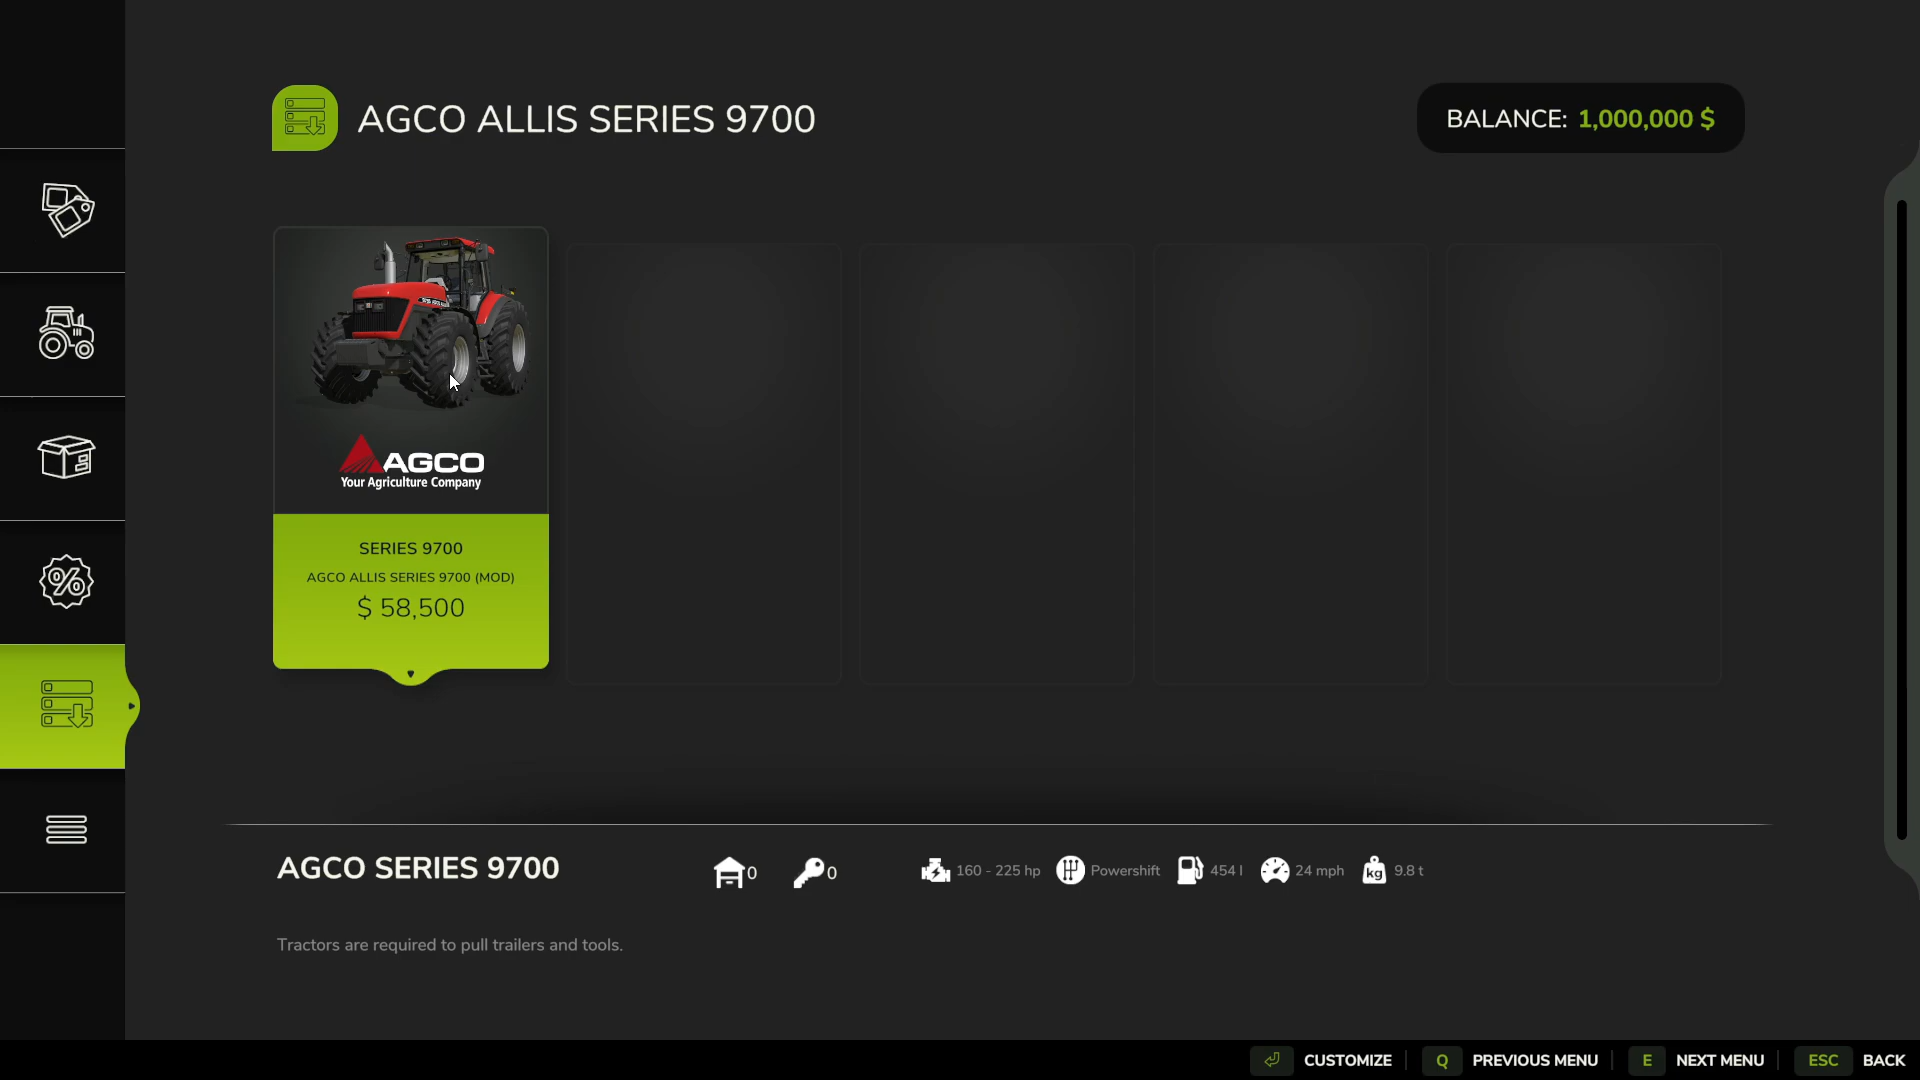 AGCO ALLIS SERIES 9700
BALANCE: 1,000,000 $
AGCO
Your Agriculture Company
SERIES 9700
AGCO ALLIS SERIES 9700 (MOD)
$ 58,500
AGCO SERIES 9700
0
0
160 - 225 hp
Powershift
454 l
24 mph
kg
9.8 t
Tractors are required to pull trailers and tools.
CUSTOMIZE
Q PREVIOUS MENU
E NEXT MENU
ESC BACK